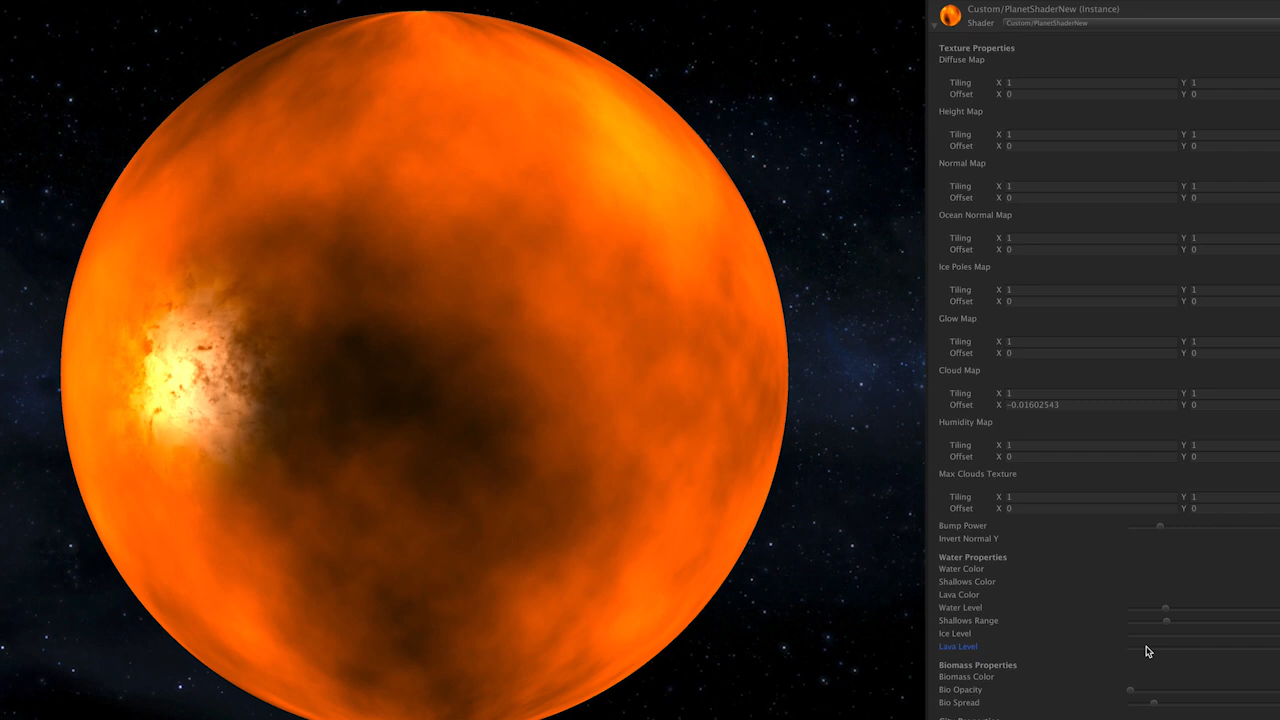 Custom/PlanetShaderNew (Instance)
Shader Custom/PlanetShaderNew
Texture Properties
Diffuse Map
Tiling X 1 Y 1
Offset X 0 Y 0
Height Map
Tiling X 1 Y 1
Offset X 0 Y 0
Normal Map
Tiling X 1 Y 1
Offset X 0 Y 0
Ocean Normal Map
Tiling X 1 Y 1
Offset X 0 Y 0
Ice Poles Map
Tiling X 1 Y 1
Offset X 0 Y 0
Glow Map
Tiling X 1 Y 1
Offset X 0 Y 0
Cloud Map
Tiling X 1 Y 1
Offset X -0.01602543 Y 0
Humidity Map
Tiling X 1 Y 1
Offset X 0 Y 0
Max Clouds Texture
Tiling X 1 Y 1
Offset X 0 Y 0
Bump Power
Invert Normal Y
Water Properties
Water Color
Shallows Color
Lava Color
Water Level
Shallows Range
Ice Level
Lava Level
Biomass Properties
Biomass Color
Bio Opacity
Bio Spread